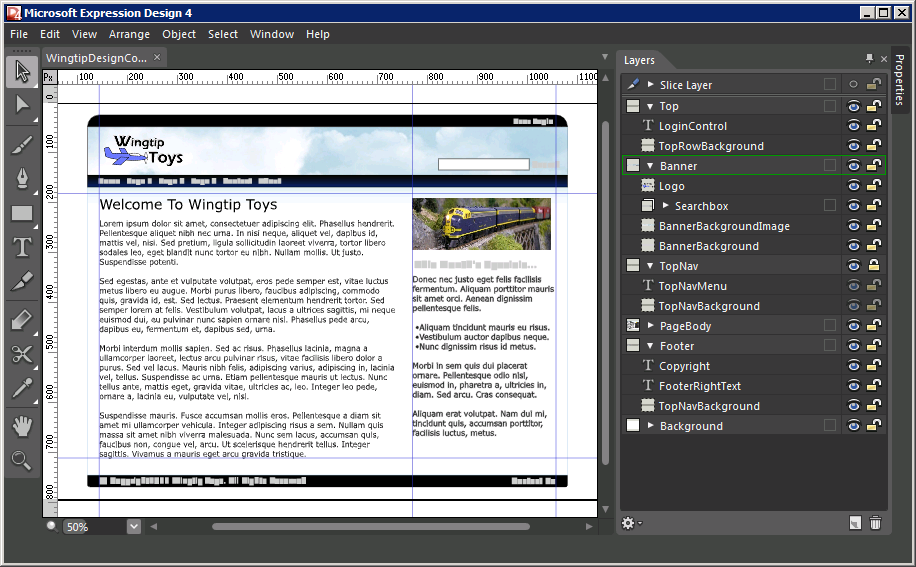 Microsoft Expression Design 4
File Edit View Arrange Object Select Window Help
WingtipDesignCo... ×
Px 100 200 300 400 500 600 700 800 900 1000 1100
0
100
200
300
400
500
600
700
800
Wingtip
Toys
Welcome To Wingtip Toys
Lorem ipsum dolor sit amet, consectetuer adipiscing elit. Phasellus hendrerit.
Pellentesque aliquet nibh nec urna. In nisi neque, aliquet vel, dapibus id,
mattis vel, nisi. Sed pretium, ligula sollicitudin laoreet viverra, tortor libero
sodales leo, eget blandit nunc tortor eu nibh. Nullam mollis. Ut justo.
Suspendisse potenti.
Sed egestas, ante et vulputate volutpat, eros pede semper est, vitae luctus
metus libero eu augue. Morbi purus libero, faucibus adipiscing, commodo
quis, gravida id, est. Sed lectus. Praesent elementum hendrerit tortor. Sed
semper lorem at felis. Vestibulum volutpat, lacus a ultrices sagittis, mi neque
euismod dui, eu pulvinar nunc sapien ornare nisl. Phasellus pede arcu,
dapibus eu, fermentum et, dapibus sed, urna.
Morbi interdum mollis sapien. Sed ac risus. Phasellus lacinia, magna a
ullamcorper laoreet, lectus arcu pulvinar risus, vitae facilisis libero dolor a
purus. Sed vel lacus. Mauris nibh felis, adipiscing varius, adipiscing in, lacinia
vel, tellus. Suspendisse ac urna. Etiam pellentesque mauris ut lectus. Nunc
tellus ante, mattis eget, gravida vitae, ultricies ac, leo. Integer leo pede,
ornare a, lacinia eu, vulputate vel, nisl.
Suspendisse mauris. Fusce accumsan mollis eros. Pellentesque a diam sit
amet mi ullamcorper vehicula. Integer adipiscing risus a sem. Nullam quis
massa sit amet nibh viverra malesuada. Nunc sem lacus, accumsan quis,
faucibus non, congue vel, arcu. Ut scelerisque hendrerit tellus. Integer
sagittis. Vivamus a mauris eget arcu gravida tristique.
Donec nec justo eget felis facilisis
fermentum. Aliquam porttitor mauris
sit amet orci. Aenean dignissim
pellentesque felis.
•Aliquam tincidunt mauris eu risus.
•Vestibulum auctor dapibus neque.
•Nunc dignissim risus id metus.
Morbi in sem quis dui placerat
ornare. Pellentesque odio nisl,
euismod in, pharetra a, ultricies in,
diam. Sed arcu. Cras consequat.
Aliquam erat volutpat. Nam dui mi,
tincidunt quis, accumsan porttitor,
facilisis luctus, metus.
50%
Layers
Slice Layer
Top
LoginControl
TopRowBackground
Banner
Logo
Searchbox
BannerBackgroundImage
BannerBackground
TopNav
TopNavMenu
TopNavBackground
PageBody
Footer
Copyright
FooterRightText
TopNavBackground
Background
Properties